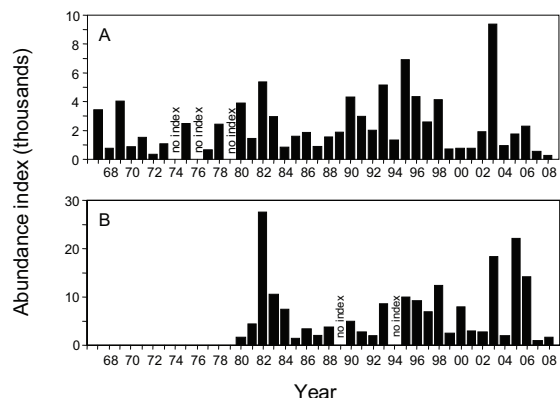 Abundance index (thousands)
A
10
8
6
4
2
0
no index
no index
no index
68 70 72 74 76 78 80 82 84 86 88 90 92 94 96 98 00 02 04 06 08
B
30
20
10
0
no index
no index
68 70 72 74 76 78 80 82 84 86 88 90 92 94 96 98 00 02 04 06 08
Year